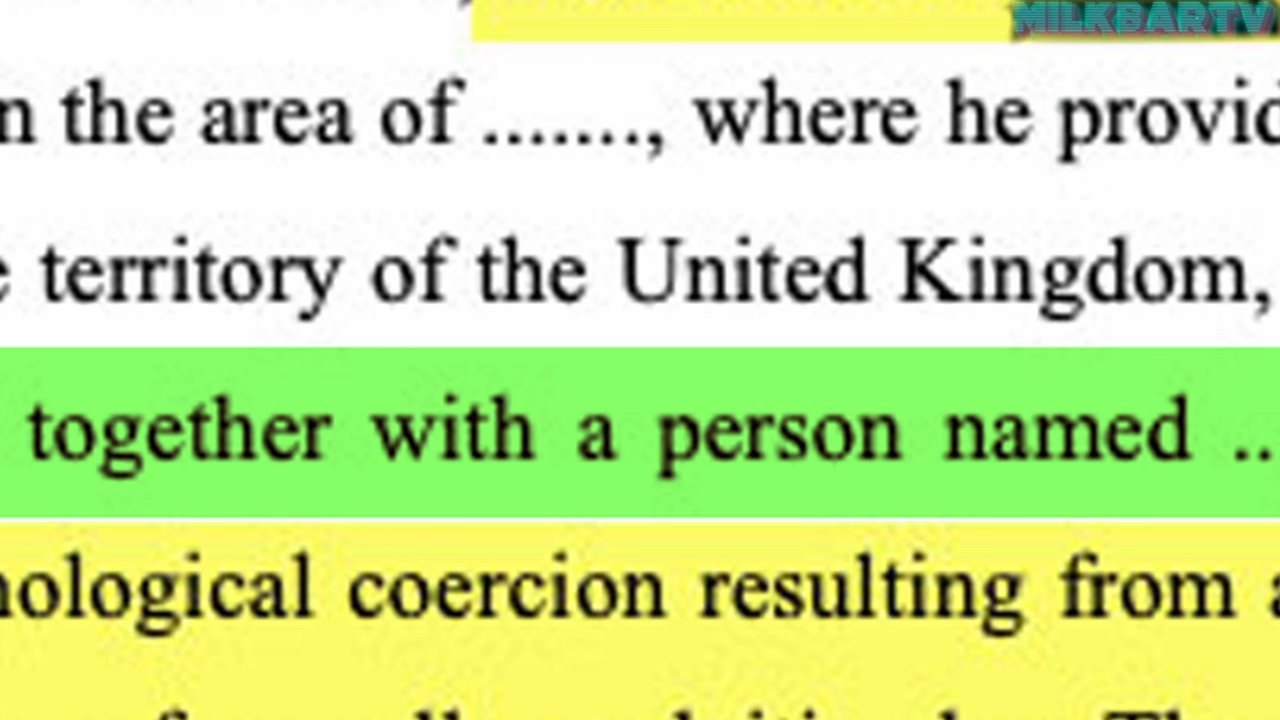 MILKBARTV
n the area of ......., where he provid
e territory of the United Kingdom,
together with a person named ..
nological coercion resulting from a